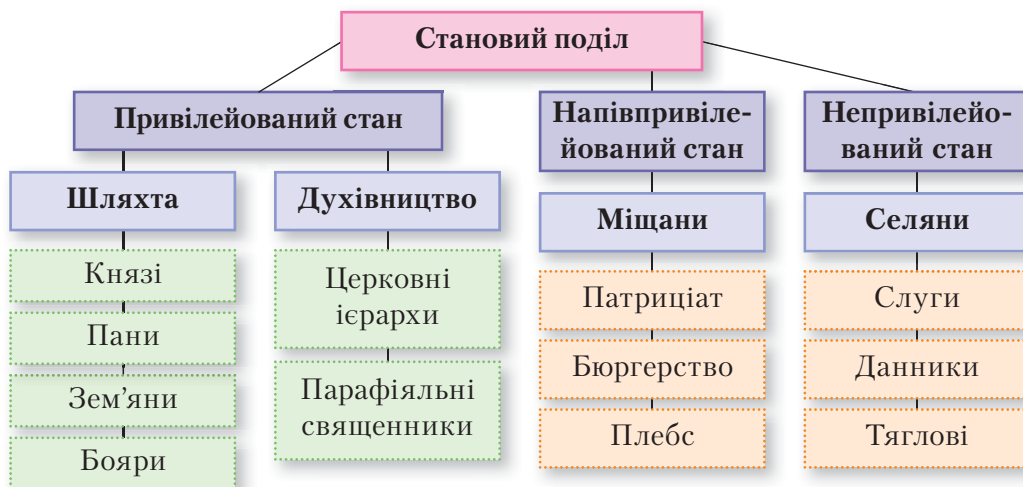 Становий поділ
Привілейований стан
Шляхта
Князі
Пани
Зем’яни
Бояри
Духівництво
Церковні
ієрархи
Парафіяльні
священники
Напівпривіле-
йований стан
Міщани
Патриціат
Бюргерство
Плебс
Непривілейо-
ваний стан
Селяни
Слуги
Данники
Тяглові